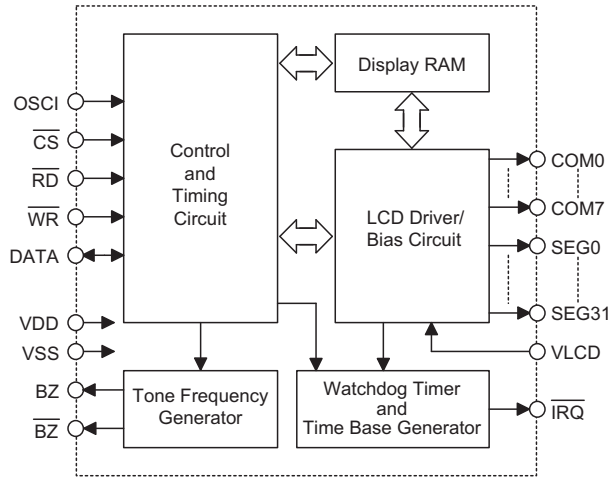 Display RAM
OSCI
CS
RD
WR
DATA
Control
and
Timing
Circuit
LCD Driver/
Bias Circuit
COM0
COM7
SEG0
SEG31
VDD
VSS
VLCD
BZ
BZ
Tone Frequency
Generator
Watchdog Timer
and
Time Base Generator
IRQ